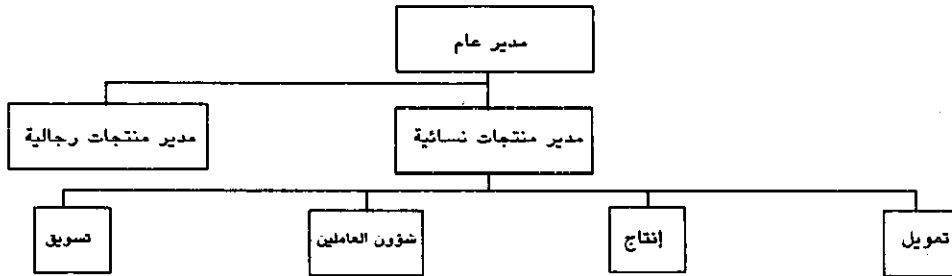 مدير عام
مدير منتجات نسائية
مدير منتجات رجالية
تمويل
إنتاج
شؤون العاملين
تسويق